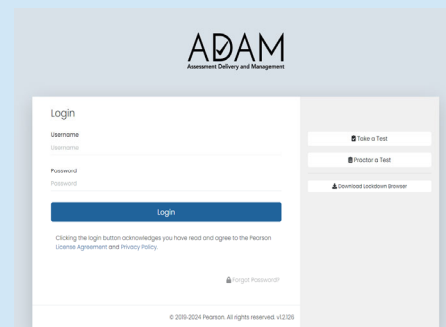 ADAM
Assessment Delivery and Management
Login
Username
Username
Password
Password
Login
Clicking the login button acknowledges you have read and agree to the Pearson
License Agreement and Privacy Policy.
Forgot Password?
© 2019-2024 Pearson. All rights reserved. v1.2.126
Take a Test
Proctor a Test
Download Lockdown Browser